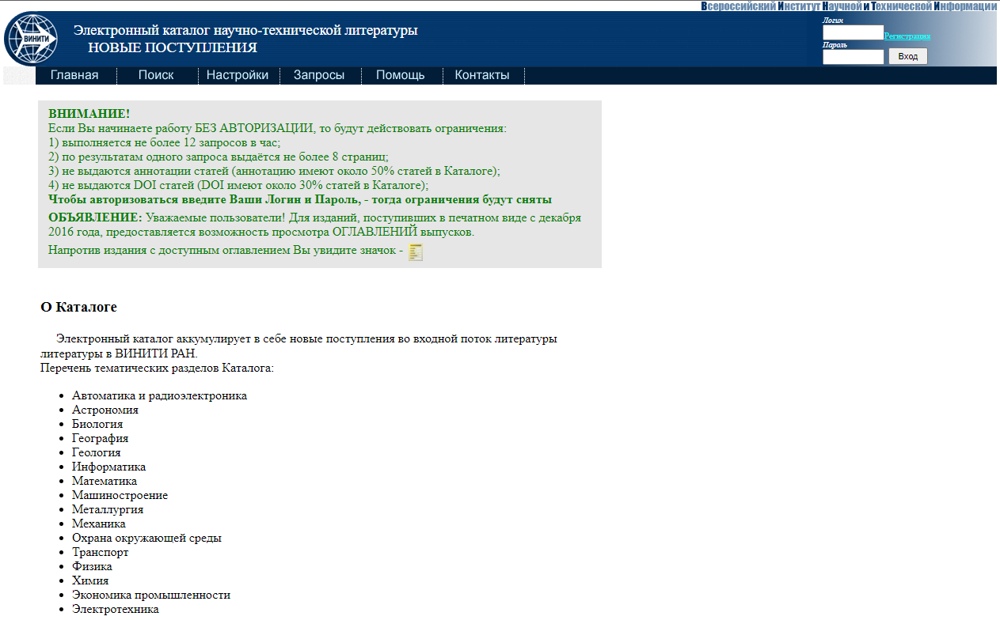 Всероссийский Институт Научной и Технической Информации
ВИНИТИ
Электронный каталог научно-технической литературы
НОВЫЕ ПОСТУПЛЕНИЯ
Логин
Регистрация
Пароль
Вход
Главная Поиск Настройки Запросы Помощь Контакты
ВНИМАНИЕ!
Если Вы начинаете работу БЕЗ АВТОРИЗАЦИИ, то будут действовать ограничения:
1) выполняется не более 12 запросов в час;
2) по результатам одного запроса выдаётся не более 8 страниц;
3) не выдаются аннотации статей (аннотацию имеют около 50% статей в Каталоге);
4) не выдаются DOI статей (DOI имеют около 30% статей в Каталоге);
Чтобы авторизоваться введите Ваши Логин и Пароль, - тогда ограничения будут сняты
ОБЪЯВЛЕНИЕ: Уважаемые пользователи! Для изданий, поступивших в печатном виде с декабря
2016 года, предоставляется возможность просмотра ОГЛАВЛЕНИЙ выпусков.
Напротив издания с доступным оглавлением Вы увидите значок -
О Каталоге
Электронный каталог аккумулирует в себе новые поступления во входной поток литературы
литературы в ВИНИТИ РАН.
Перечень тематических разделов Каталога:
• Автоматика и радиоэлектроника
• Астрономия
• Биология
• География
• Геология
• Информатика
• Математика
• Машиностроение
• Металлургия
• Механика
• Охрана окружающей среды
• Транспорт
• Физика
• Химия
• Экономика промышленности
• Электротехника